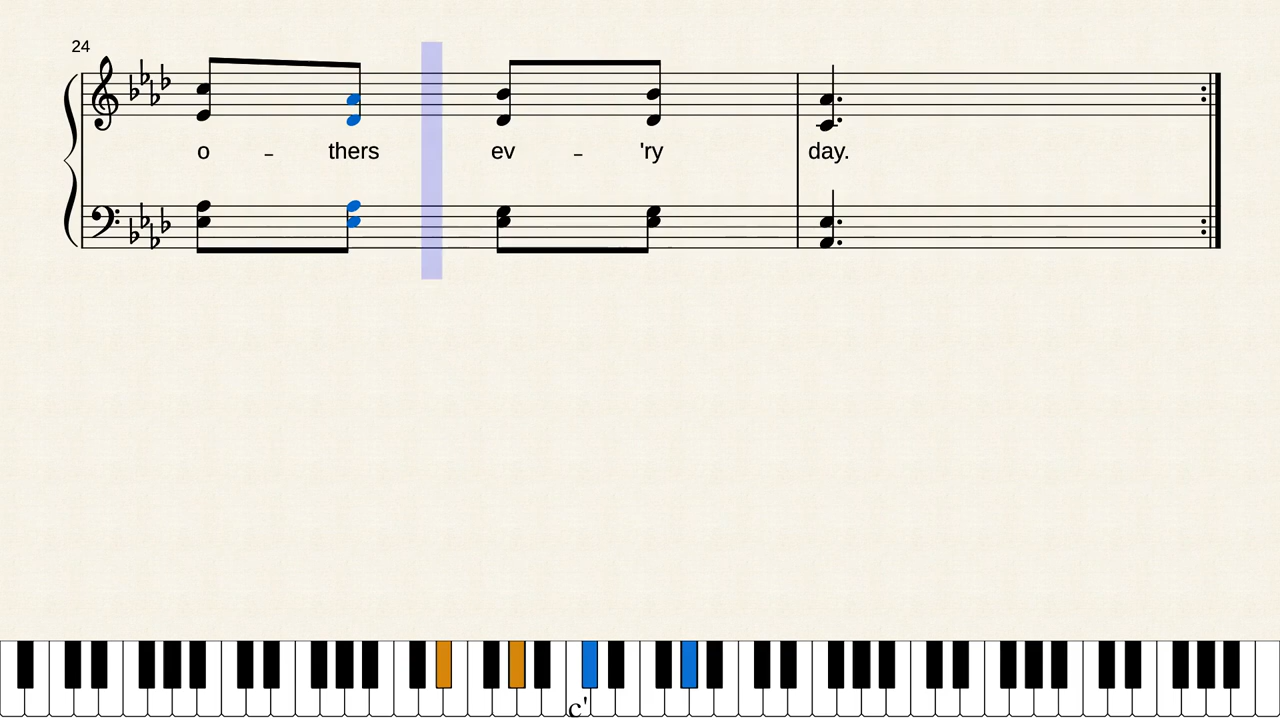 24
o - thers ev - 'ry day.
c'